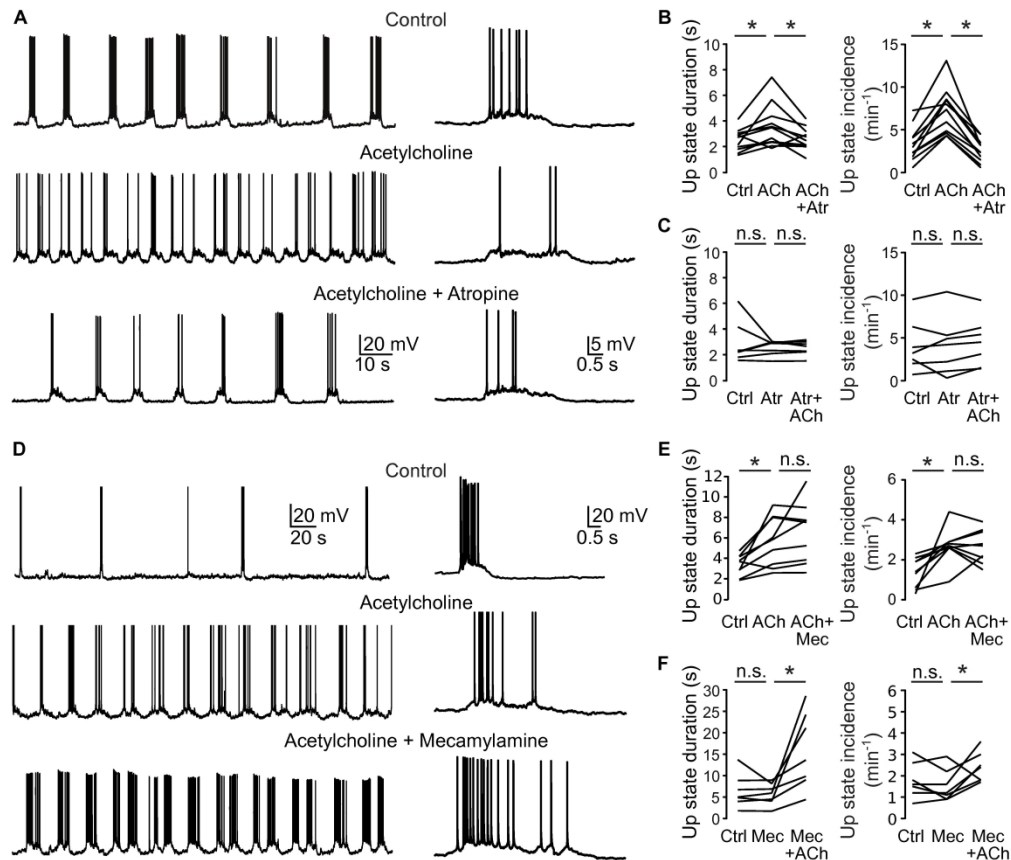 A
Control
Acetylcholine
Acetylcholine + Atropine
20 mV
10 s
5 mV
0.5 s
B
Up state duration (s)
* *
10
8
6
4
2
0
Ctrl ACh ACh
+Atr
Up state incidence
(min-1)
* *
15
10
5
0
Ctrl ACh ACh
+Atr
C
Up state duration (s)
n.s. n.s.
10
8
6
4
2
0
Ctrl Atr Atr+
ACh
Up state incidence
(min-1)
n.s. n.s.
15
10
5
0
Ctrl Atr Atr+
ACh
D
Control
20 mV
20 s
20 mV
0.5 s
Acetylcholine
Acetylcholine + Mecamylamine
E
Up state duration (s)
* n.s.
12
10
8
6
4
2
0
Ctrl ACh ACh+
Mec
Up state incidence
(min-1)
* n.s.
6
4
2
0
Ctrl ACh ACh+
Mec
F
Up state duration (s)
n.s. *
30
25
20
15
10
5
0
Ctrl Mec Mec
+ACh
Up state incidence
(min-1)
n.s. *
6
5
4
3
2
1
0
Ctrl Mec Mec
+ACh